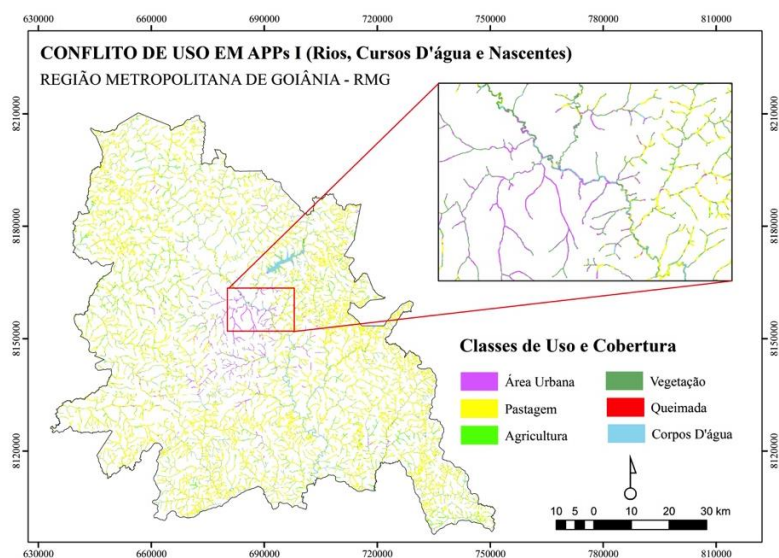 630000 660000 690000 720000 750000 780000 810000
CONFLITO DE USO EM APPs I (Rios, Cursos D'água e Nascentes)
REGIÃO METROPOLITANA DE GOIÂNIA - RMG
8210000 8210000
8180000 8180000
8150000 8150000
8120000 8120000
Classes de Uso e Cobertura
Área Urbana Vegetação
Pastagem Queimada
Agricultura Corpos D'água
10 5 0 10 20 30 km
630000 660000 690000 720000 750000 780000 810000